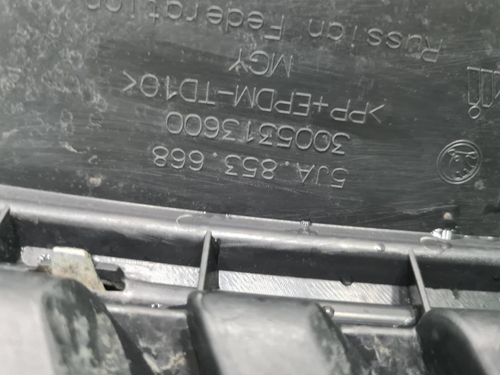 5JA.853.668
3005313600
>PP+EPDM-TD10<
MGY
Russian Federation